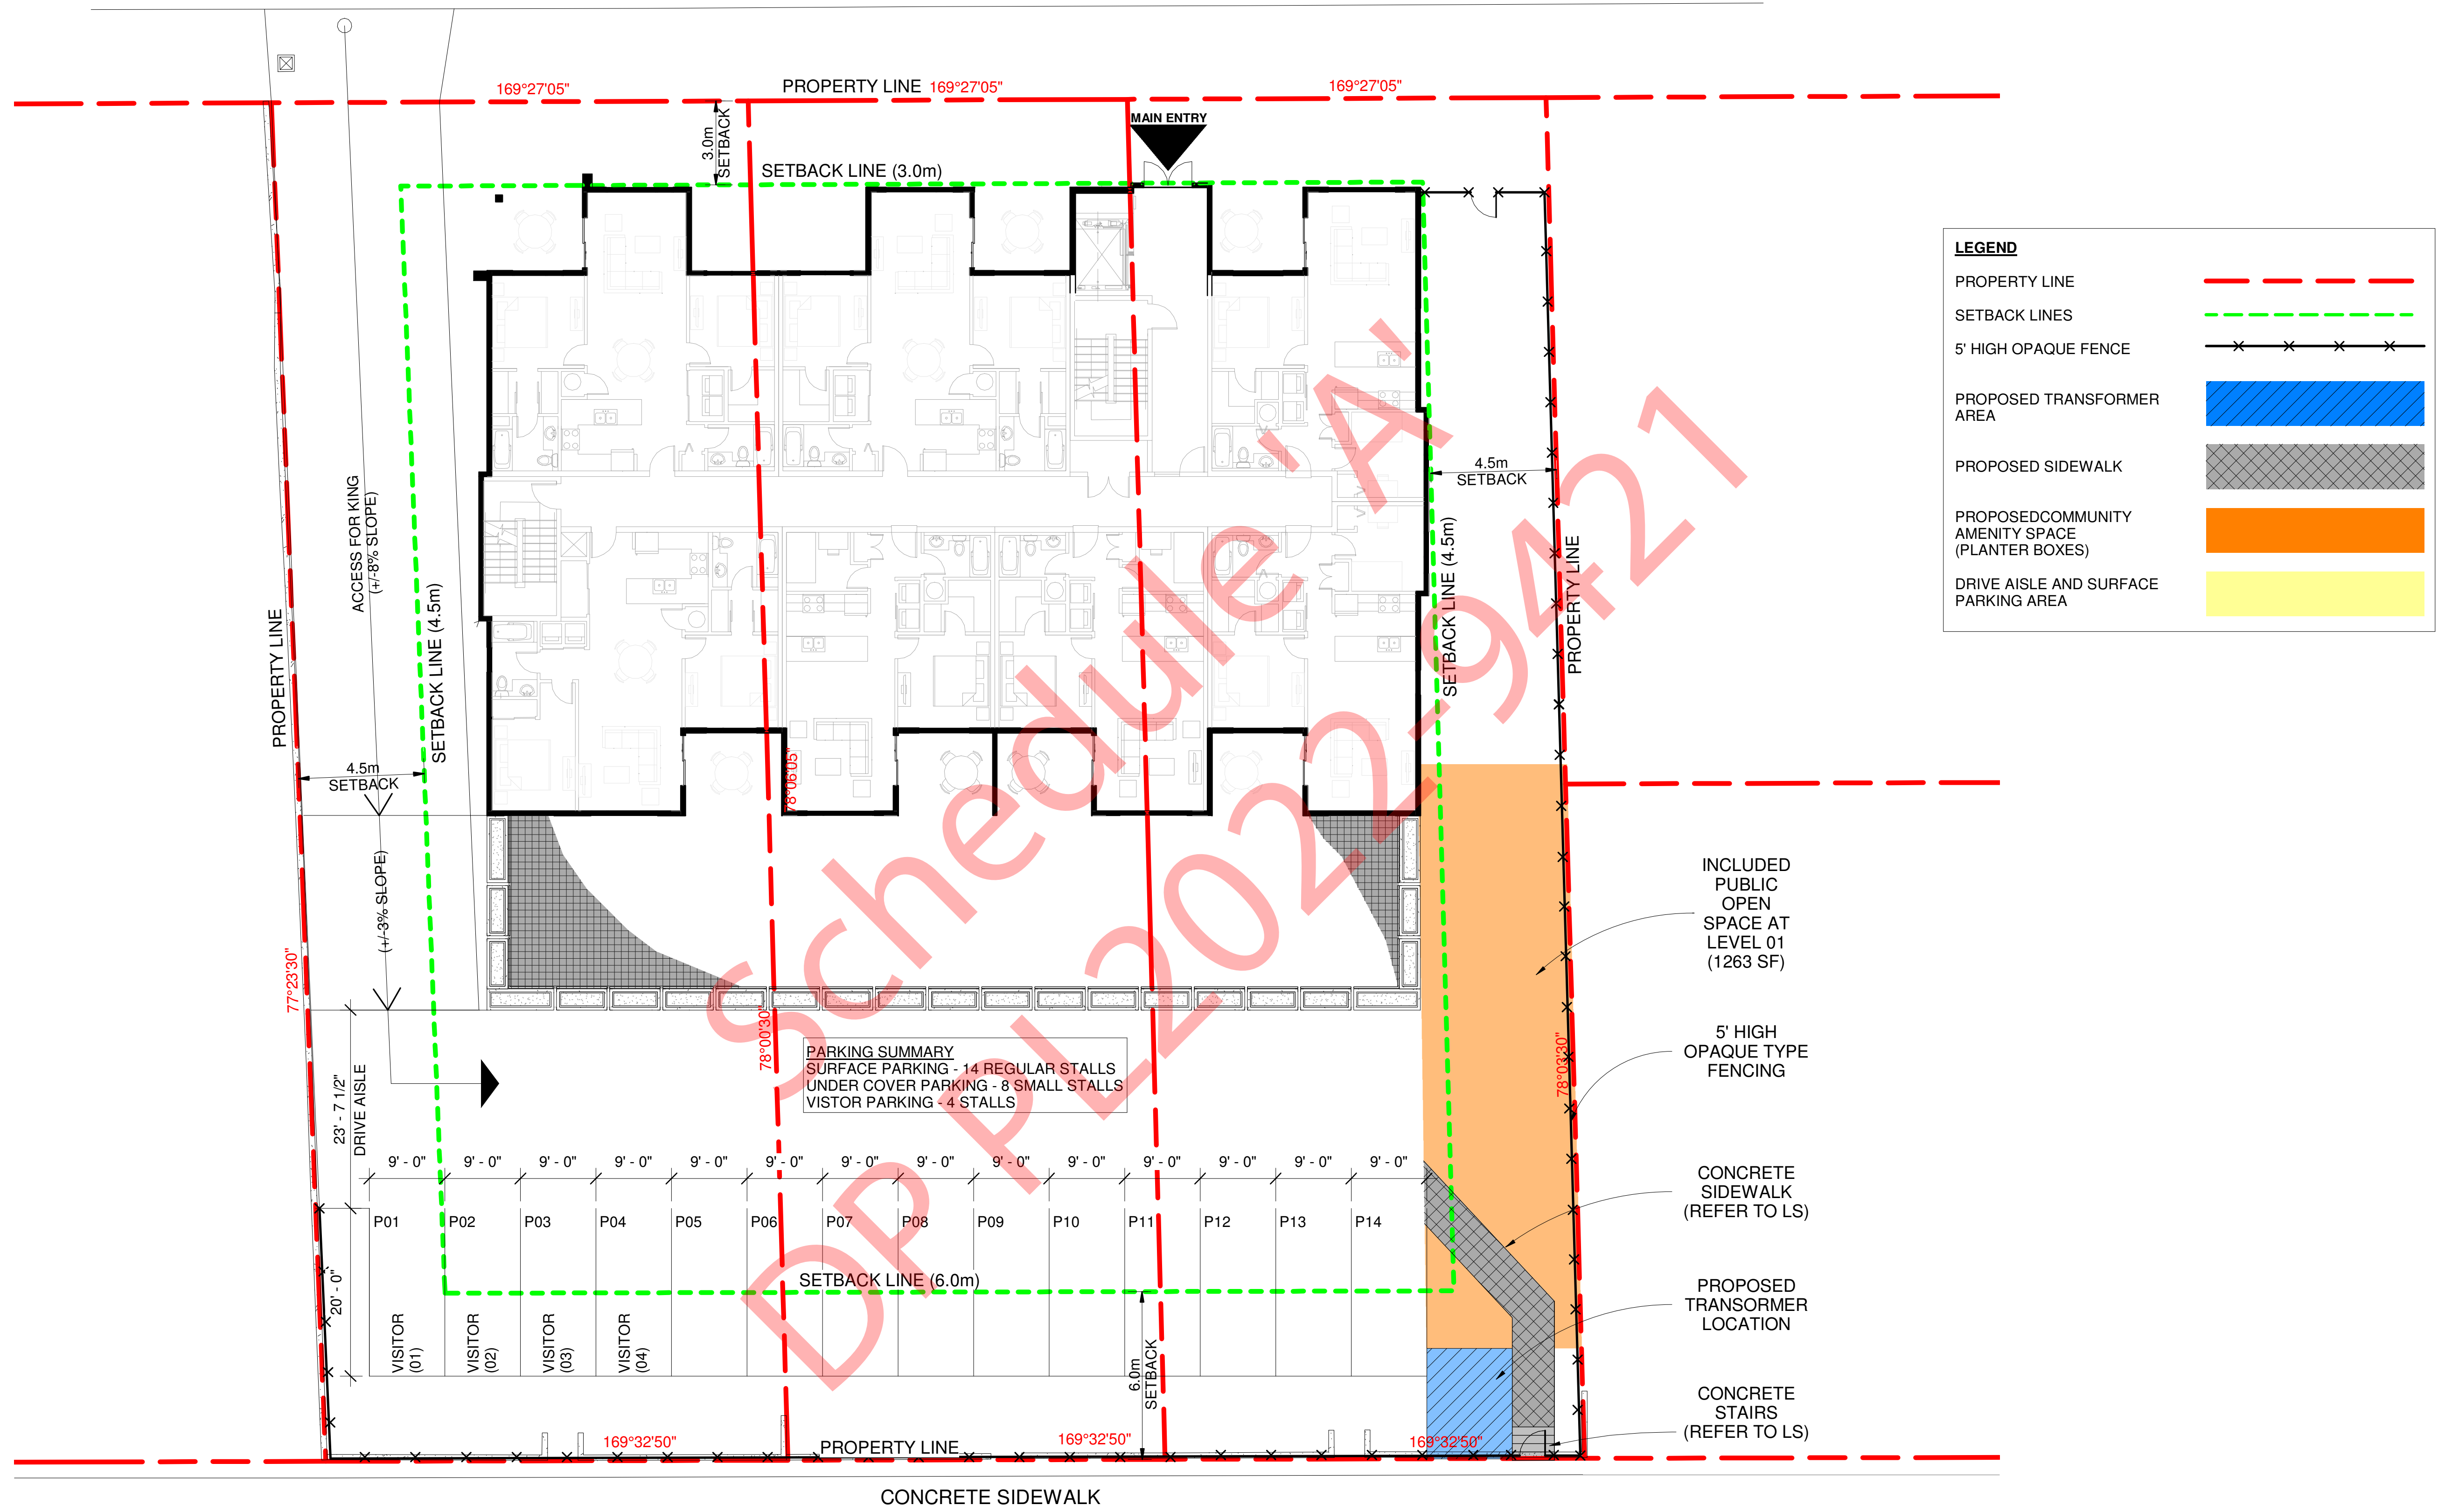 169°27'05"
PROPERTY LINE
169°27'05"
169°27'05"
3.0m
SETBACK
MAIN ENTRY
SETBACK LINE (3.0m)
LEGEND
PROPERTY LINE
SETBACK LINES
5' HIGH OPAQUE FENCE
PROPOSED TRANSFORMER
AREA
PROPOSED SIDEWALK
PROPOSEDCOMMUNITY
AMENITY SPACE
(PLANTER BOXES)
DRIVE AISLE AND SURFACE
PARKING AREA
ACCESS FOR KING
(+/-8% SLOPE)
PROPERTY LINE
SETBACK LINE (4.5m)
4.5m
SETBACK
4.5m
SETBACK
SETBACK LINE (4.5m)
PROPERTY LINE
78°06'05"
(+/-3% SLOPE)
77°23'30"
78°00'30"
78°03'30"
Schedule 'A'
DP PL2022-9421
INCLUDED
PUBLIC
OPEN
SPACE AT
LEVEL 01
(1263 SF)
5' HIGH
OPAQUE TYPE
FENCING
PARKING SUMMARY
SURFACE PARKING - 14 REGULAR STALLS
UNDER COVER PARKING - 8 SMALL STALLS
VISTOR PARKING - 4 STALLS
23' - 7 1/2"
DRIVE AISLE
9' - 0"
9' - 0"
9' - 0"
9' - 0"
9' - 0"
9' - 0"
9' - 0"
9' - 0"
9' - 0"
9' - 0"
9' - 0"
9' - 0"
9' - 0"
9' - 0"
P01
P02
P03
P04
P05
P06
P07
P08
P09
P10
P11
P12
P13
P14
CONCRETE
SIDEWALK
(REFER TO LS)
20' - 0"
SETBACK LINE (6.0m)
PROPOSED
TRANSORMER
LOCATION
VISITOR
(01)
VISITOR
(02)
VISITOR
(03)
VISITOR
(04)
6.0m
SETBACK
CONCRETE
STAIRS
(REFER TO LS)
169°32'50"
PROPERTY LINE
169°32'50"
169°32'50"
CONCRETE SIDEWALK